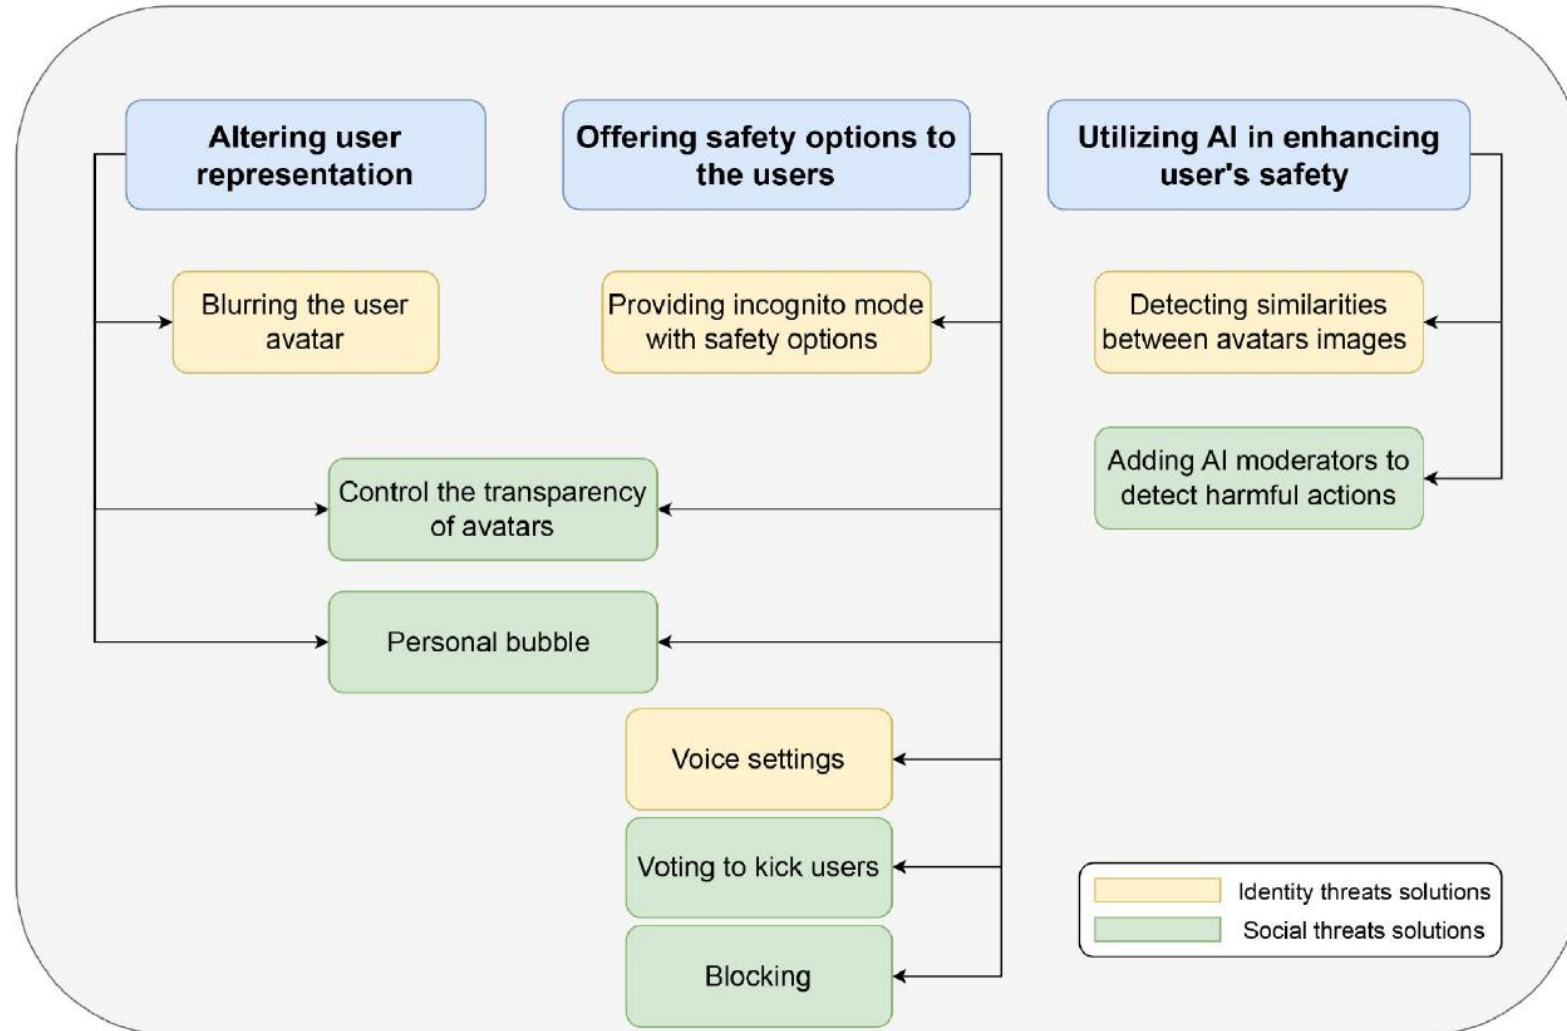 Altering user
representation
Offering safety options to
the users
Utilizing AI in enhancing
user's safety
Blurring the user
avatar
Providing incognito mode
with safety options
Detecting similarities
between avatars images
Control the transparency
of avatars
Adding AI moderators to
detect harmful actions
Personal bubble
Voice settings
Voting to kick users
Blocking
Identity threats solutions
Social threats solutions